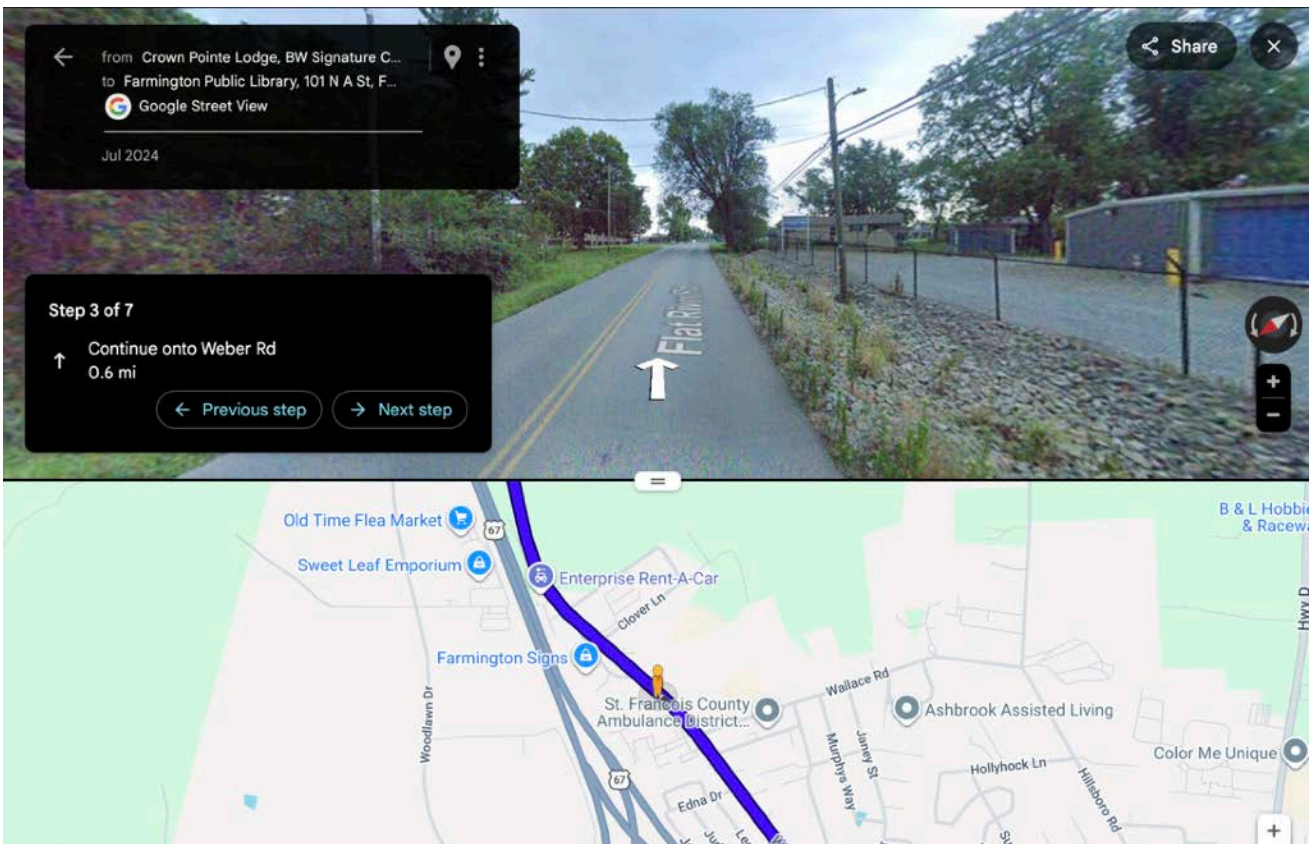 from Crown Pointe Lodge, BW Signature C...
to Farmington Public Library, 101 N A St, F...
Google Street View
Jul 2024
Share
Flat River Rd
Step 3 of 7
Continue onto Weber Rd
0.6 mi
Previous step
Next step
+
−
Old Time Flea Market
67
B & L Hobbie
& Racewa
Sweet Leaf Emporium
Enterprise Rent-A-Car
Hwy D
Clover Ln
Farmington Signs
Wallace Rd
St. Francois County
Ambulance District...
Ashbrook Assisted Living
Woodlawn Dr
Murphys Way
Janey St
Color Me Unique
Hollyhock Ln
67
Hillsboro Rd
Edna Dr
+